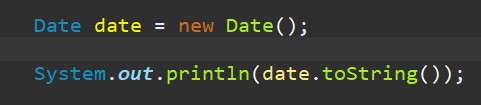 Date date = new Date();
System.out.println(date.toString());